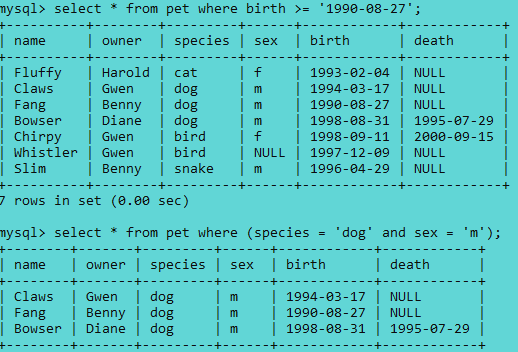 mysql> select * from pet where birth >= '1990-08-27';
+----------+--------+---------+------+------------+------------+
| name     | owner  | species | sex  | birth      | death      |
+----------+--------+---------+------+------------+------------+
| Fluffy   | Harold | cat     | f    | 1993-02-04 | NULL       |
| Claws    | Gwen   | dog     | m    | 1994-03-17 | NULL       |
| Fang     | Benny  | dog     | m    | 1990-08-27 | NULL       |
| Bowser   | Diane  | dog     | m    | 1998-08-31 | 1995-07-29 |
| Chirpy   | Gwen   | bird    | f    | 1998-09-11 | 2000-09-15 |
| Whistler | Gwen   | bird    | NULL | 1997-12-09 | NULL       |
| Slim     | Benny  | snake   | m    | 1996-04-29 | NULL       |
+----------+--------+---------+------+------------+------------+
7 rows in set (0.00 sec)
mysql> select * from pet where (species = 'dog' and sex = 'm');
+--------+-------+---------+------+------------+------------+
| name   | owner | species | sex  | birth      | death      |
+--------+-------+---------+------+------------+------------+
| Claws  | Gwen  | dog     | m    | 1994-03-17 | NULL       |
| Fang   | Benny | dog     | m    | 1990-08-27 | NULL       |
| Bowser | Diane | dog     | m    | 1998-08-31 | 1995-07-29 |
+--------+-------+---------+------+------------+------------+